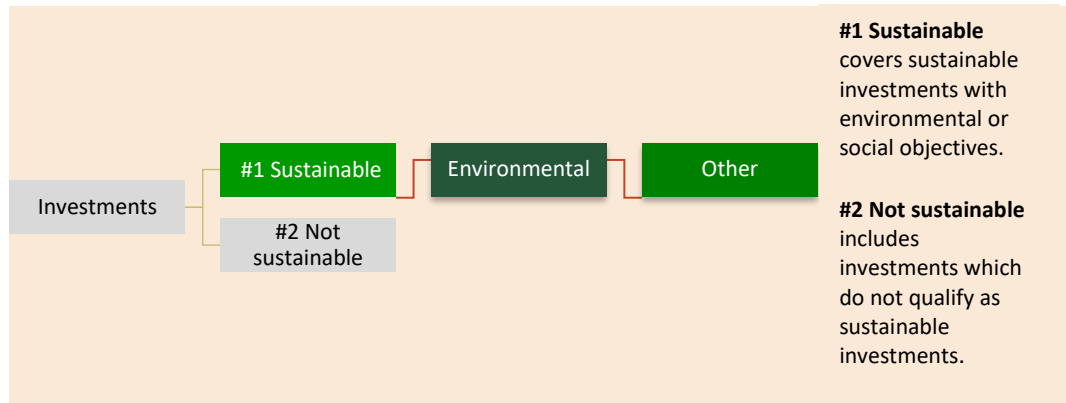 Investments
#1 Sustainable
#2 Not
sustainable
Environmental
Other
#1 Sustainable
covers sustainable
investments with
environmental or
social objectives.
#2 Not sustainable
includes
investments which
do not qualify as
sustainable
investments.